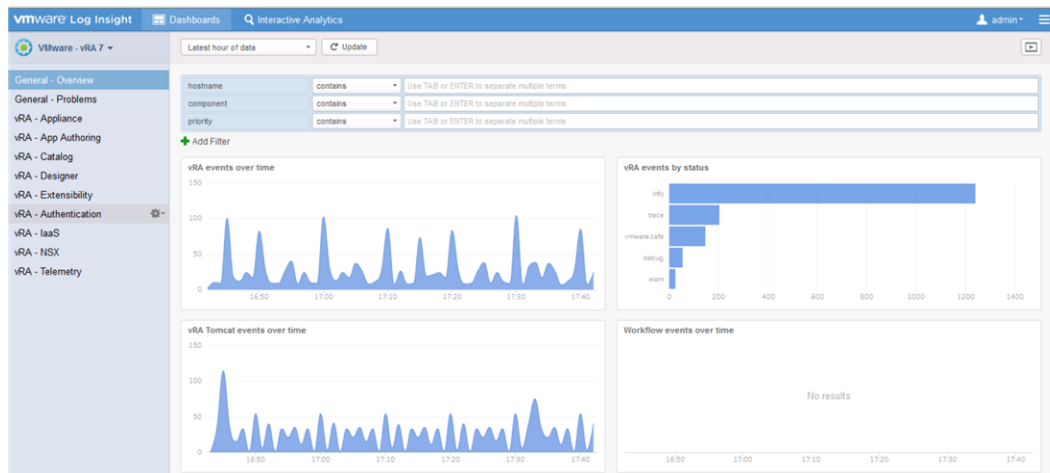 vmware Log Insight Dashboards Interactive Analytics admin
VMware - vRA 7
Latest hour of data Update
General - Overview
General - Problems
vRA - Appliance
vRA - App Authoring
vRA - Catalog
vRA - Designer
vRA - Extensibility
vRA - Authentication
vRA - IaaS
vRA - NSX
vRA - Telemetry
hostname contains Use TAB or ENTER to separate multiple terms
component contains Use TAB or ENTER to separate multiple terms
priority contains Use TAB or ENTER to separate multiple terms
Add Filter
vRA events over time
150
100
50
0
16:50 17:00 17:10 17:20 17:30 17:40
vRA events by status
info
trace
vmware.cafe
debug
warn
0 200 400 600 800 1000 1200 1400
vRA Tomcat events over time
150
100
50
0
16:50 17:00 17:10 17:20 17:30 17:40
Workflow events over time
No results
16:50 17:00 17:10 17:20 17:30 17:40